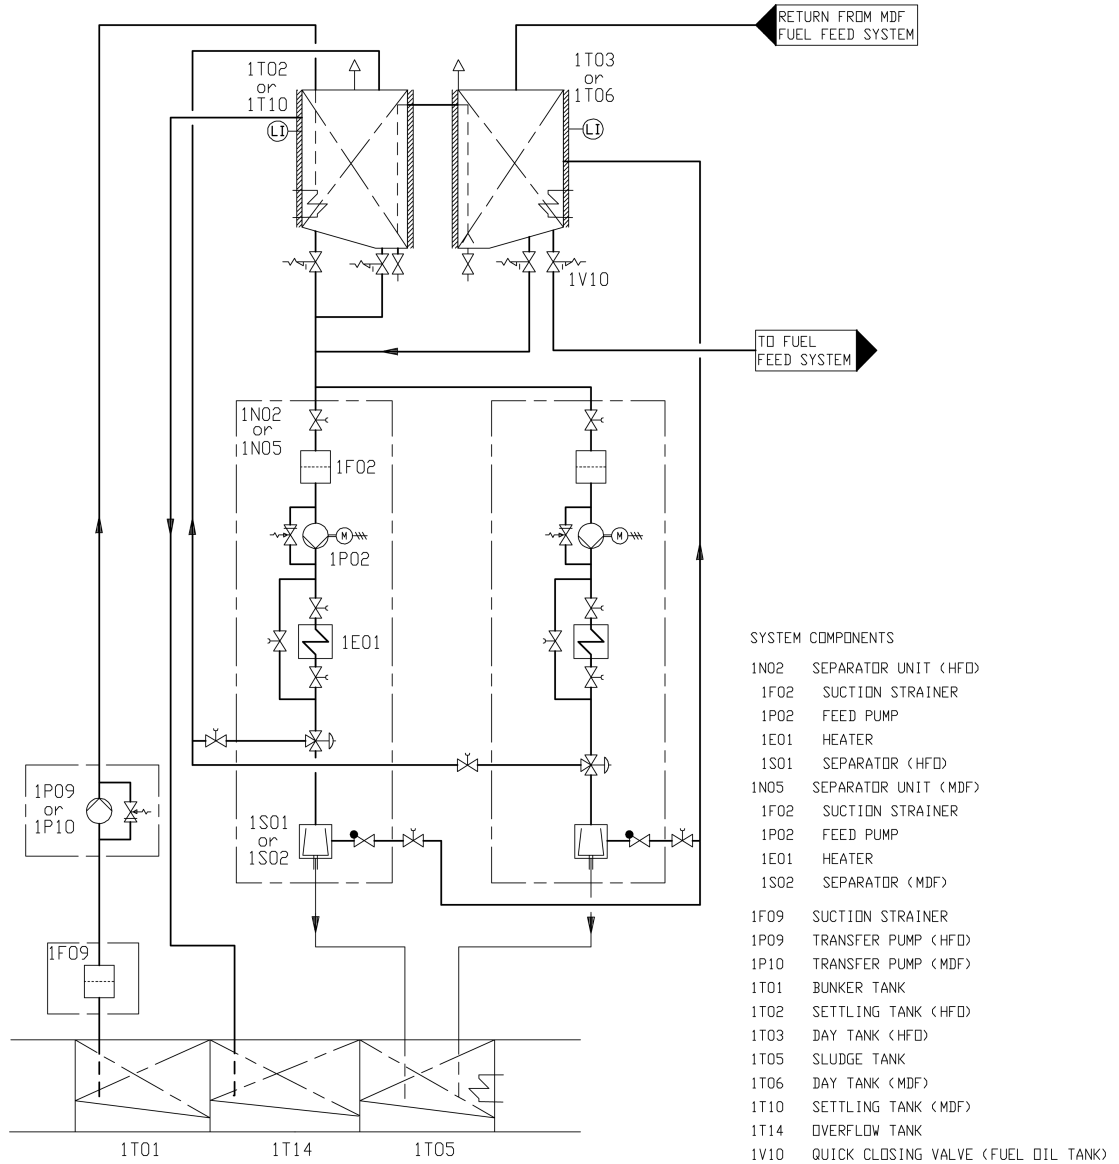 RETURN FROM MDF
FUEL FEED SYSTEM
1T02
or
1T10
1T03
or
1T06
LI
LI
1V10
TO FUEL
FEED SYSTEM
1N02
or
1N05
1F02
M
M
1P02
1E01
1P09
or
1P10
1S01
or
1S02
1F09
1T01
1T14
1T05
SYSTEM COMPONENTS
1N02 SEPARATOR UNIT (HFO)
1F02 SUCTION STRAINER
1P02 FEED PUMP
1E01 HEATER
1S01 SEPARATOR (HFO)
1N05 SEPARATOR UNIT (MDF)
1F02 SUCTION STRAINER
1P02 FEED PUMP
1E01 HEATER
1S02 SEPARATOR (MDF)
1F09 SUCTION STRAINER
1P09 TRANSFER PUMP (HFO)
1P10 TRANSFER PUMP (MDF)
1T01 BUNKER TANK
1T02 SETTLING TANK (HFO)
1T03 DAY TANK (HFO)
1T05 SLUDGE TANK
1T06 DAY TANK (MDF)
1T10 SETTLING TANK (MDF)
1T14 OVERFLOW TANK
1V10 QUICK CLOSING VALVE (FUEL OIL TANK)